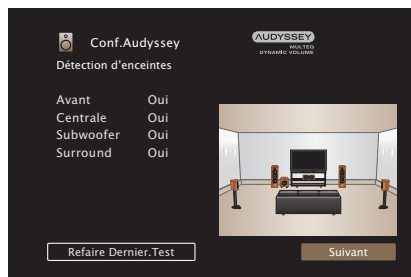 Conf.Audyssey
AUDYSSEY
MULTEQ
DYNAMIC VOLUME
Détection d'enceintes
Avant Oui
Centrale Oui
Subwoofer Oui
Surround Oui
Refaire Dernier.Test
Suivant